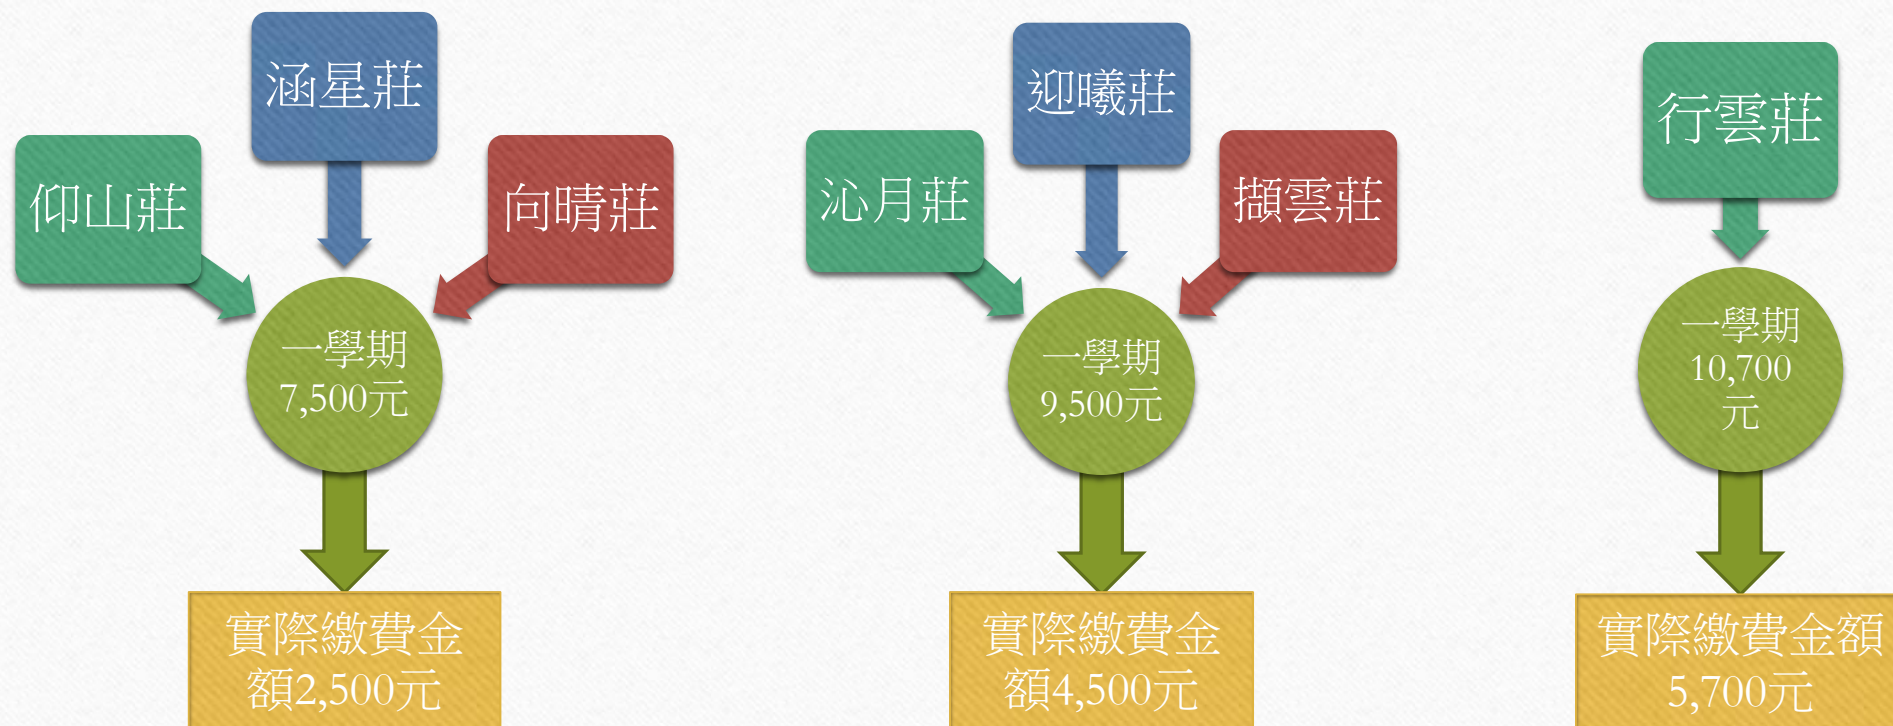 涵星莊
仰山莊
向晴莊
一學期
7,500元
實際繳費金
額2,500元
迎曦莊
沁月莊
擷雲莊
一學期
9,500元
實際繳費金
額4,500元
行雲莊
一學期
10,700
元
實際繳費金額
5,700元